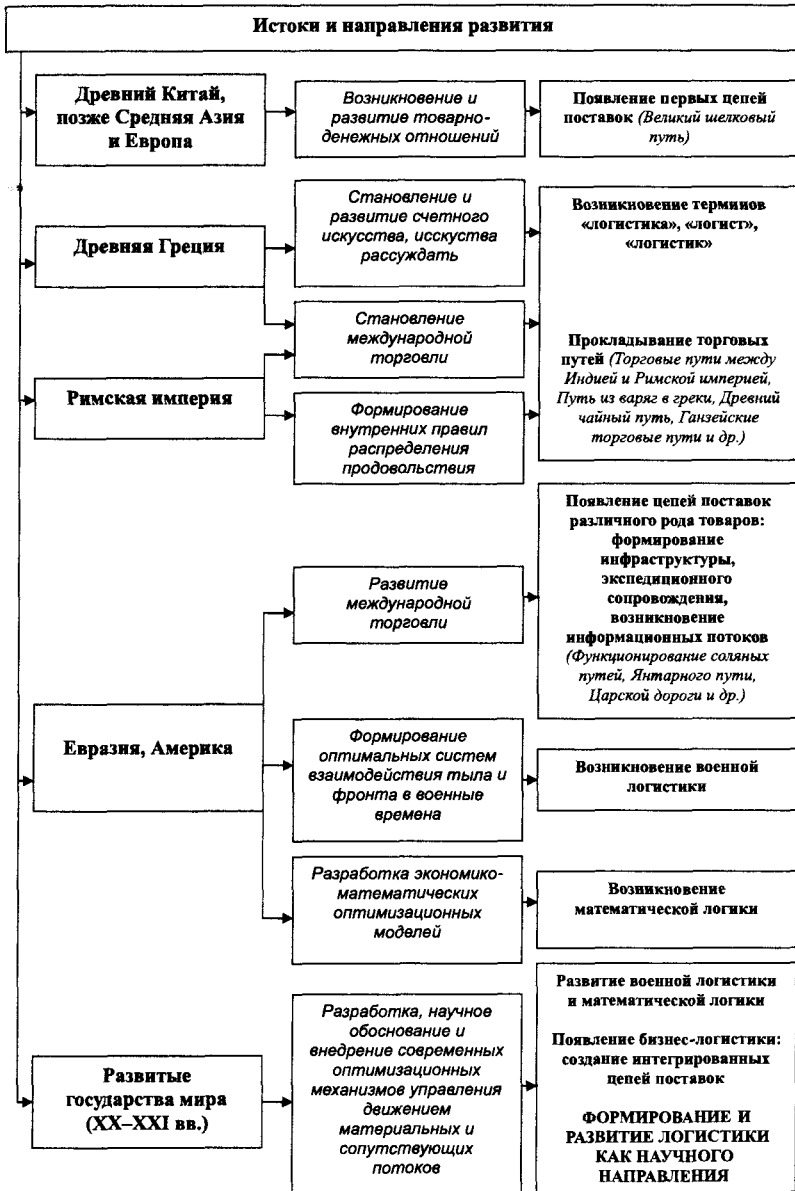 Истоки и направления развития
Древний Китай,
позже Средняя Азия
и Европа
Возникновение и
развитие товарно-
денежных отношений
Появление первых цепей
поставок (Великий шелковый
путь)
Древняя Греция
Становление и
развитие счетного
искусства, исскуства
рассуждать
Возникновение терминов
«логистика», «логист»,
«логистик»
Становление
международной
торговли
Прокладывание торговых
путей (Торговые пути между
Индией и Римской империей,
Путь из варяг в греки, Древний
чайный путь, Ганзейские
торговые пути и др.)
Римская империя
Формирование
внутренних правил
распределения
продовольствия
Евразия, Америка
Развитие
международной
торговли
Появление цепей поставок
различного рода товаров:
формирование
инфраструктуры,
экспедиционного
сопровождения,
возникновение
информационных потоков
(Функционирование соляных
путей, Янтарного пути,
Царской дороги и др.)
Формирование
оптимальных систем
взаимодействия тыла и
фронта в военные
времена
Возникновение военной
логистики
Разработка экономико-
математических
оптимизационных
моделей
Возникновение
математической логики
Развитые
государства мира
(XX–XXI вв.)
Разработка, научное
обоснование и
внедрение современных
оптимизационных
механизмов управления
движением
материальных и
сопутствующих
потоков
Развитие военной логистики
и математической логики
Появление бизнес-логистики:
создание интегрированных
цепей поставок
ФОРМИРОВАНИЕ И
РАЗВИТИЕ ЛОГИСТИКИ
КАК НАУЧНОГО
НАПРАВЛЕНИЯ